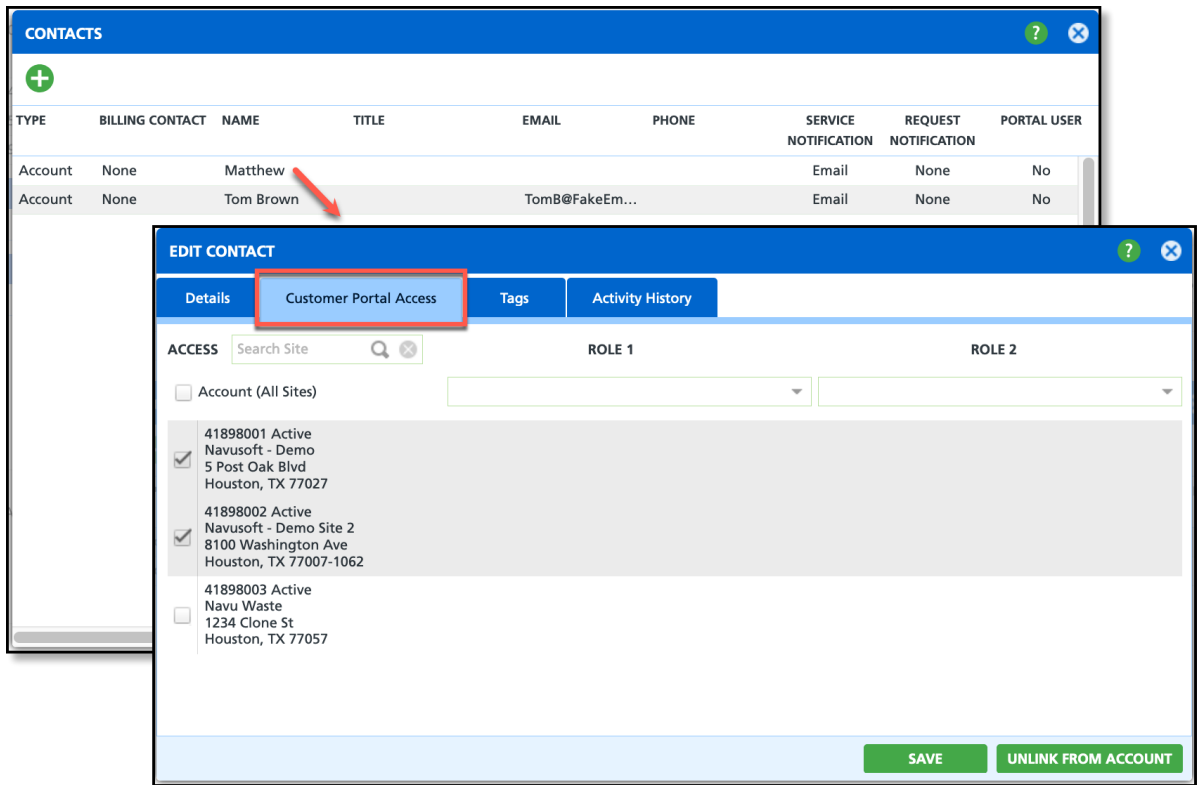 CONTACTS ?
TYPE BILLING CONTACT NAME TITLE EMAIL PHONE SERVICE NOTIFICATION REQUEST NOTIFICATION PORTAL USER
Account None Matthew Email None No
Account None Tom Brown TomB@FakeEm... Email None No
EDIT CONTACT ?
Details Customer Portal Access Tags Activity History
ACCESS Search Site ROLE 1 ROLE 2
Account (All Sites)
41898001 Active
Navusoft - Demo
5 Post Oak Blvd
Houston, TX 77027
41898002 Active
Navusoft - Demo Site 2
8100 Washington Ave
Houston, TX 77007-1062
41898003 Active
Navu Waste
1234 Clone St
Houston, TX 77057
SAVE UNLINK FROM ACCOUNT